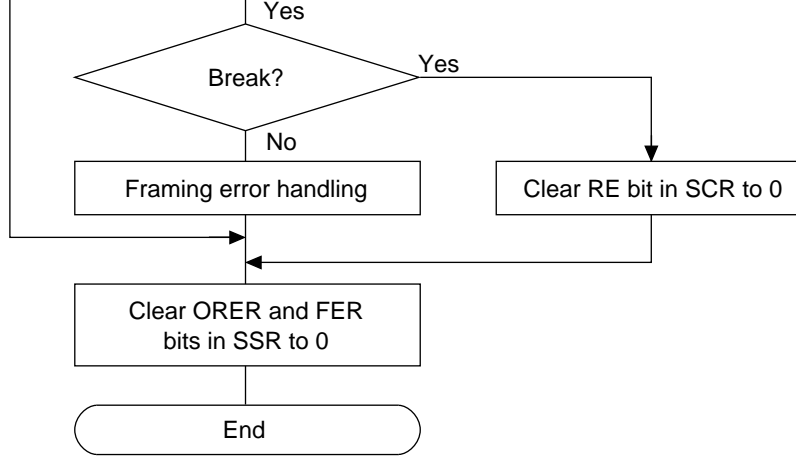 Yes
Break?
Yes
No
Framing error handling
Clear RE bit in SCR to 0
Clear ORER and FER
bits in SSR to 0
End